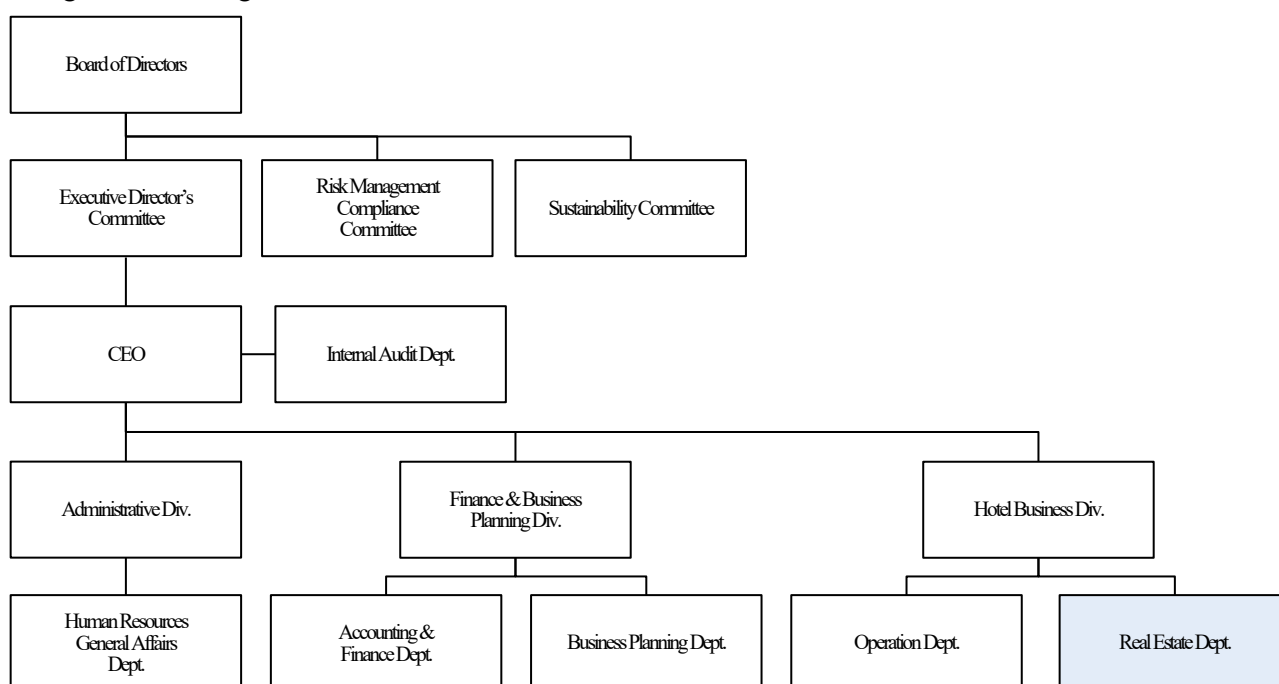 Board of Directors
Executive Director’s
Committee
Risk Management
Compliance
Committee
Sustainability Committee
CEO
Internal Audit Dept.
Administrative Div.
Finance & Business
Planning Div.
Hotel Business Div.
Human Resources
General Affairs
Dept.
Accounting &
Finance Dept.
Business Planning Dept.
Operation Dept.
Real Estate Dept.